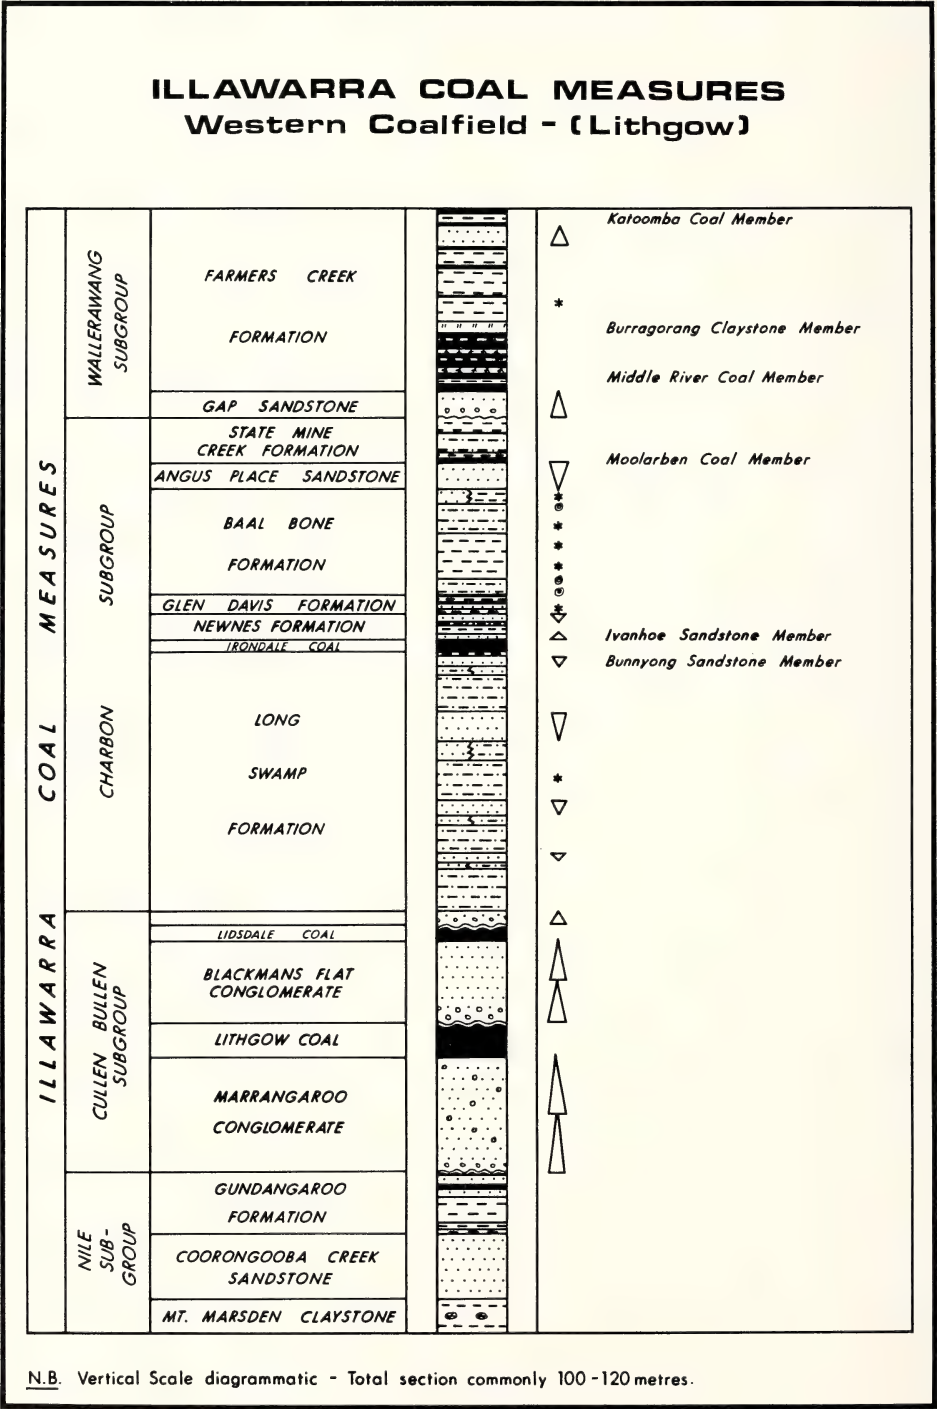 ILLAWARRA COAL MEASURES
Western Coalfield - (Lithgow)
ILLAWARRA COAL MEASURES
WALLERAWANG
SUBGROUP
FARMERS CREEK
FORMATION
GAP SANDSTONE
CHARBON SUBGROUP
STATE MINE
CREEK FORMATION
ANGUS PLACE SANDSTONE
BAAL BONE
FORMATION
GLEN DAVIS FORMATION
NEWNES FORMATION
IRONDALE COAL
LONG
SWAMP
FORMATION
CULLEN BULLEN
SUBGROUP
LIDSDALE COAL
BLACKMANS FLAT
CONGLOMERATE
LITHGOW COAL
MARRANGAROO
CONGLOMERATE
NILE
SUB-
GROUP
GUNDANGAROO
FORMATION
COORONGOOBA CREEK
SANDSTONE
MT. MARSDEN CLAYSTONE
Katoomba Coal Member
Burragorang Claystone Member
Middle River Coal Member
Moolarben Coal Member
Ivanhoe Sandstone Member
Bunnyong Sandstone Member
N.B. Vertical Scale diagrammatic - Total section commonly 100-120 metres.